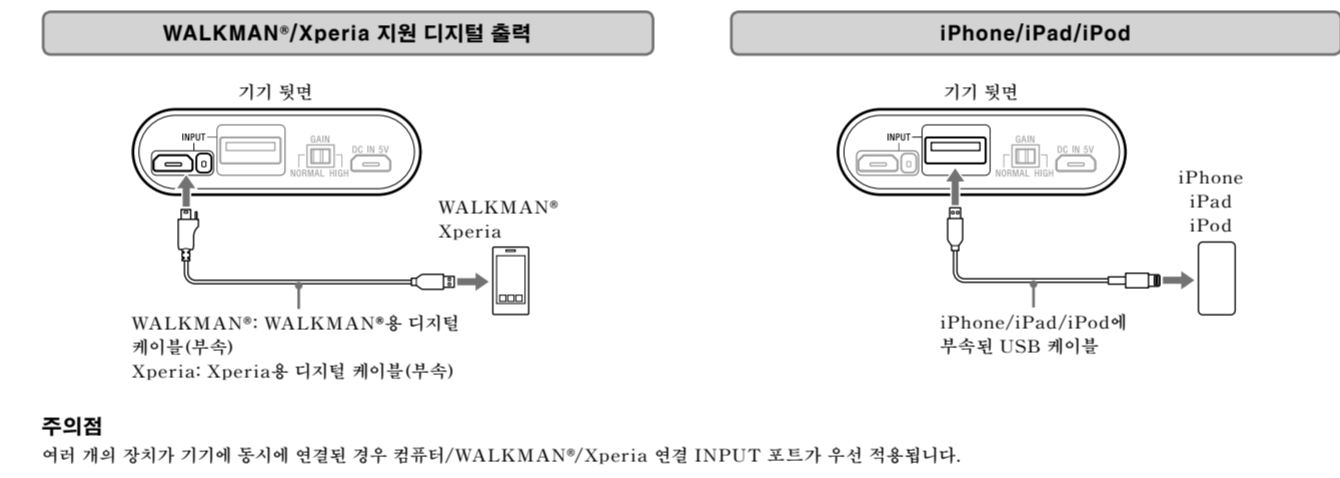 WALKMAN®/Xperia 지원 디지털 출력
기기 뒷면
INPUT
GAIN
DC IN 5V
NORMAL HIGH
WALKMAN®
Xperia
WALKMAN®: WALKMAN®용 디지털
케이블(부속)
Xperia: Xperia용 디지털 케이블(부속)
iPhone/iPad/iPod
기기 뒷면
INPUT
GAIN
DC IN 5V
NORMAL HIGH
iPhone
iPad
iPod
iPhone/iPad/iPod에
부속된 USB 케이블
주의점
여러 개의 장치가 기기에 동시에 연결된 경우 컴퓨터/WALKMAN®/Xperia 연결 INPUT 포트가 우선 적용됩니다.